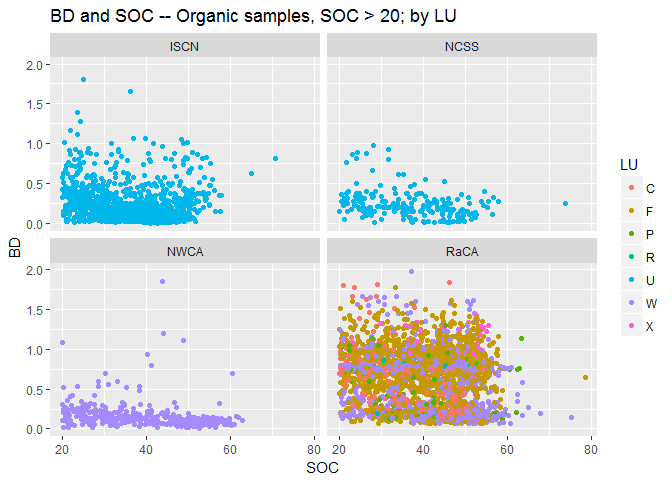 BD and SOC -- Organic samples, SOC > 20; by LU
ISCN
NCSS
2.0
1.5
1.0
0.5
0.0
NWCA
RaCA
2.0
1.5
1.0
0.5
0.0
20
40
60
80
20
40
60
80
BD
SOC
LU
C
F
P
R
U
W
X